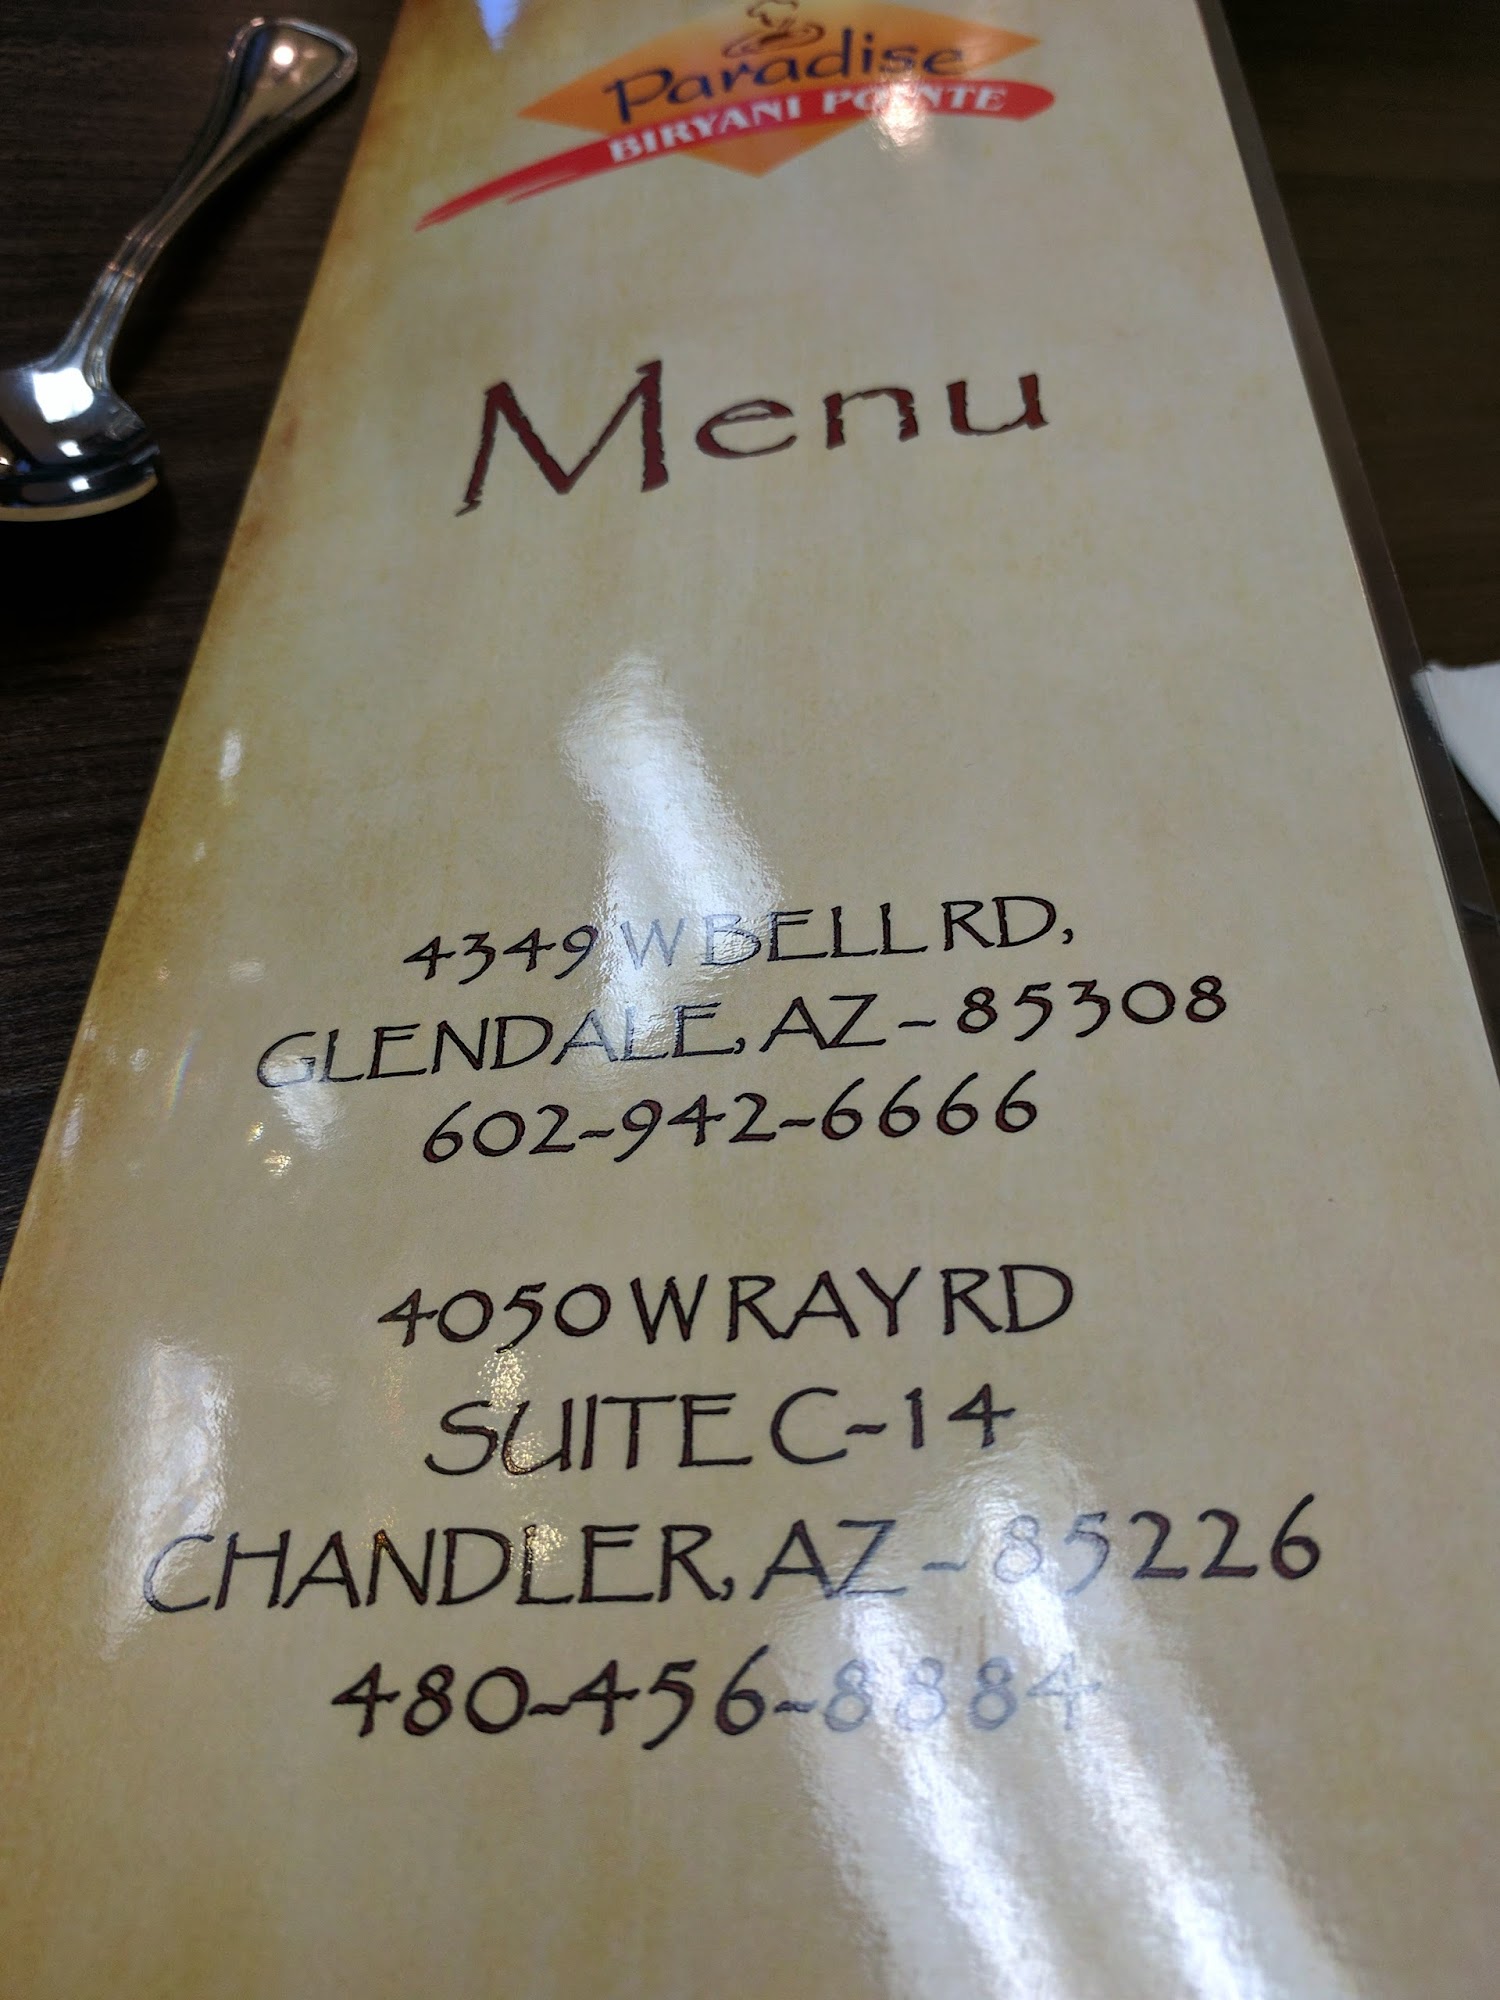 Paradise
BIRYANI POINTE
Menu
4349 W BELL RD,
GLENDALE, AZ - 85308
602-942-6666
4050 W RAY RD
SUITE C-14
CHANDLER, AZ - 85226
480-456-8884